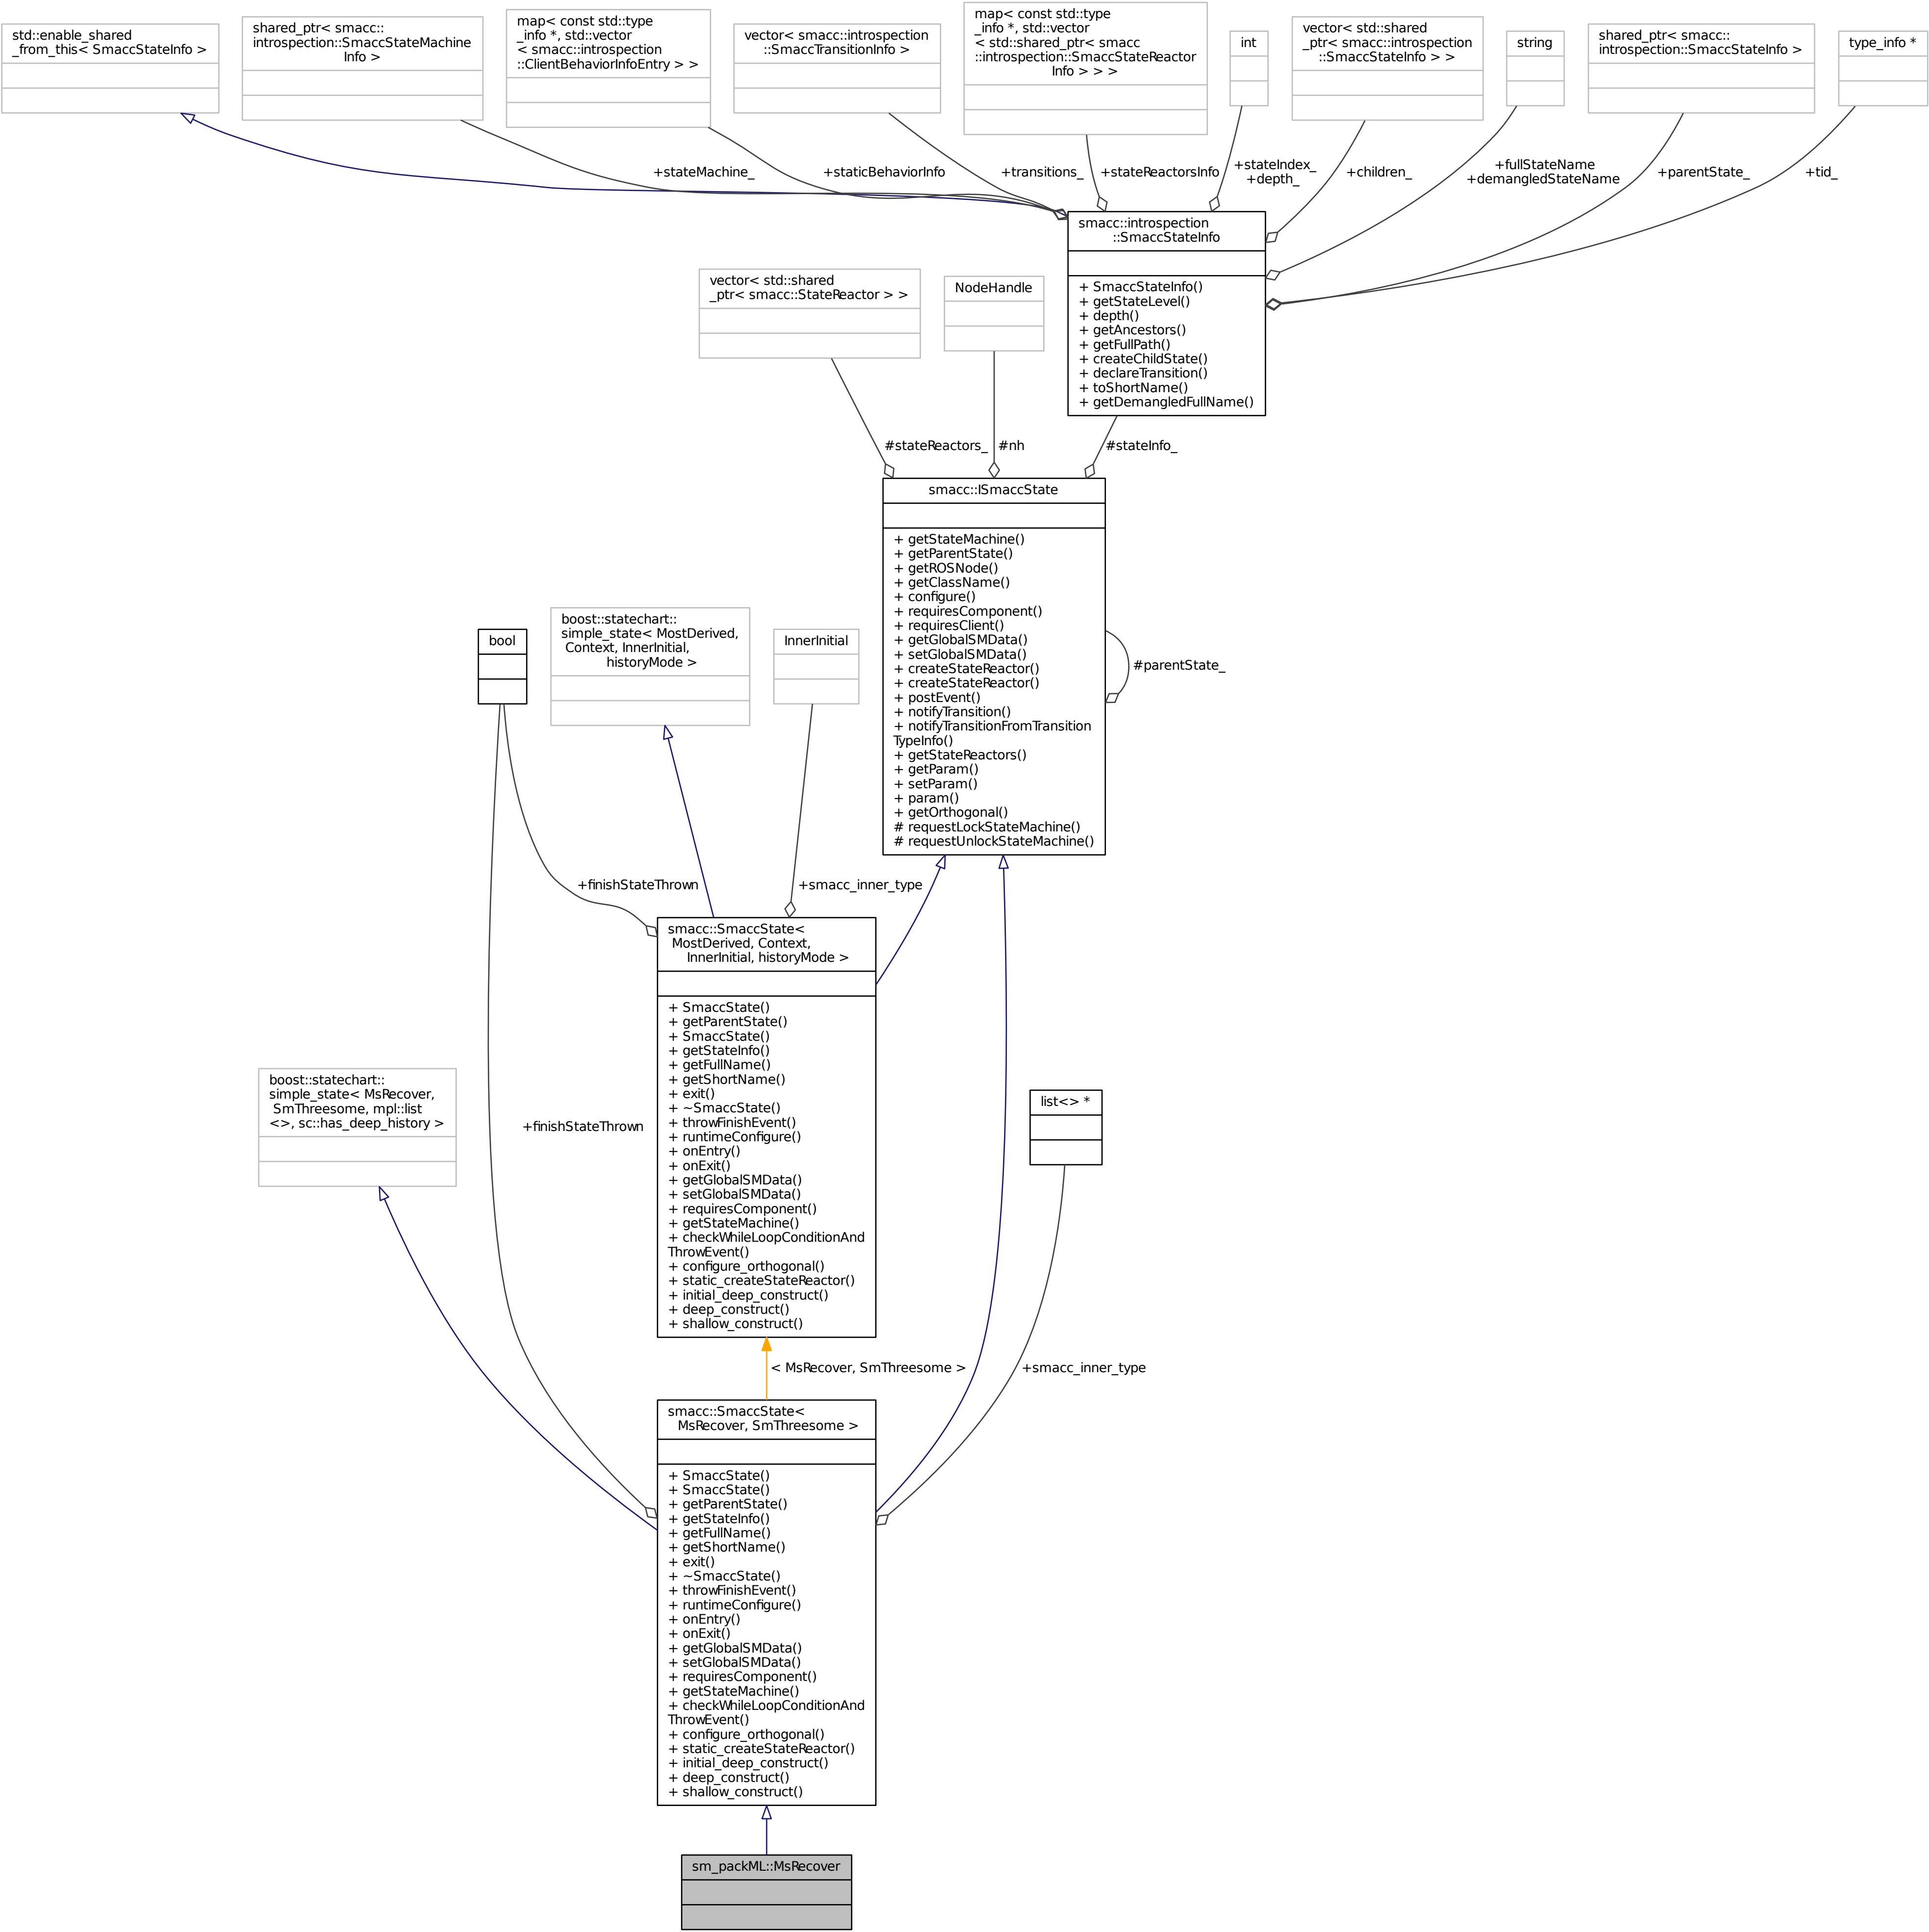 std::enable_shared
_from_this< SmaccStateInfo >
shared_ptr< smacc::
introspection::SmaccStateMachine
Info >
map< const std::type
_info *, std::vector
< smacc::introspection
::ClientBehaviorInfoEntry > >
vector< smacc::introspection
::SmaccTransitionInfo >
map< const std::type
_info *, std::vector
< std::shared_ptr< smacc
::introspection::SmaccStateReactor
Info > > >
int
vector< std::shared
_ptr< smacc::introspection
::SmaccStateInfo > >
string
shared_ptr< smacc::
introspection::SmaccStateInfo >
type_info *
+stateMachine_
+staticBehaviorInfo
+transitions_
+stateReactorsInfo
+stateIndex_
+depth_
+children_
+fullStateName
+demangledStateName
+parentState_
+tid_
smacc::introspection
::SmaccStateInfo
+ SmaccStateInfo()
+ getStateLevel()
+ depth()
+ getAncestors()
+ getFullPath()
+ createChildState()
+ declareTransition()
+ toShortName()
+ getDemangledFullName()
vector< std::shared
_ptr< smacc::StateReactor > >
NodeHandle
#stateReactors_
#nh
#stateInfo_
smacc::ISmaccState
+ getStateMachine()
+ getParentState()
+ getROSNode()
+ getClassName()
+ configure()
+ requiresComponent()
+ requiresClient()
+ getGlobalSMData()
+ setGlobalSMData()
+ createStateReactor()
+ createStateReactor()
+ postEvent()
+ notifyTransition()
+ notifyTransitionFromTransition
TypeInfo()
+ getStateReactors()
+ getParam()
+ setParam()
+ param()
+ getOrthogonal()
# requestLockStateMachine()
# requestUnlockStateMachine()
#parentState_
bool
boost::statechart::
simple_state< MostDerived,
Context, InnerInitial,
historyMode >
InnerInitial
+finishStateThrown
+smacc_inner_type
smacc::SmaccState<
MostDerived, Context,
InnerInitial, historyMode >
+ SmaccState()
+ getParentState()
+ SmaccState()
+ getStateInfo()
+ getFullName()
+ getShortName()
+ exit()
+ ~SmaccState()
+ throwFinishEvent()
+ runtimeConfigure()
+ onEntry()
+ onExit()
+ getGlobalSMData()
+ setGlobalSMData()
+ requiresComponent()
+ getStateMachine()
+ checkWhileLoopConditionAnd
ThrowEvent()
+ configure_orthogonal()
+ static_createStateReactor()
+ initial_deep_construct()
+ deep_construct()
+ shallow_construct()
boost::statechart::
simple_state< MsRecover,
SmThreesome, mpl::list
<>, sc::has_deep_history >
+finishStateThrown
list<> *
< MsRecover, SmThreesome >
+smacc_inner_type
smacc::SmaccState<
MsRecover, SmThreesome >
+ SmaccState()
+ SmaccState()
+ getParentState()
+ getStateInfo()
+ getFullName()
+ getShortName()
+ exit()
+ ~SmaccState()
+ throwFinishEvent()
+ runtimeConfigure()
+ onEntry()
+ onExit()
+ getGlobalSMData()
+ setGlobalSMData()
+ requiresComponent()
+ getStateMachine()
+ checkWhileLoopConditionAnd
ThrowEvent()
+ configure_orthogonal()
+ static_createStateReactor()
+ initial_deep_construct()
+ deep_construct()
+ shallow_construct()
sm_packML::MsRecover